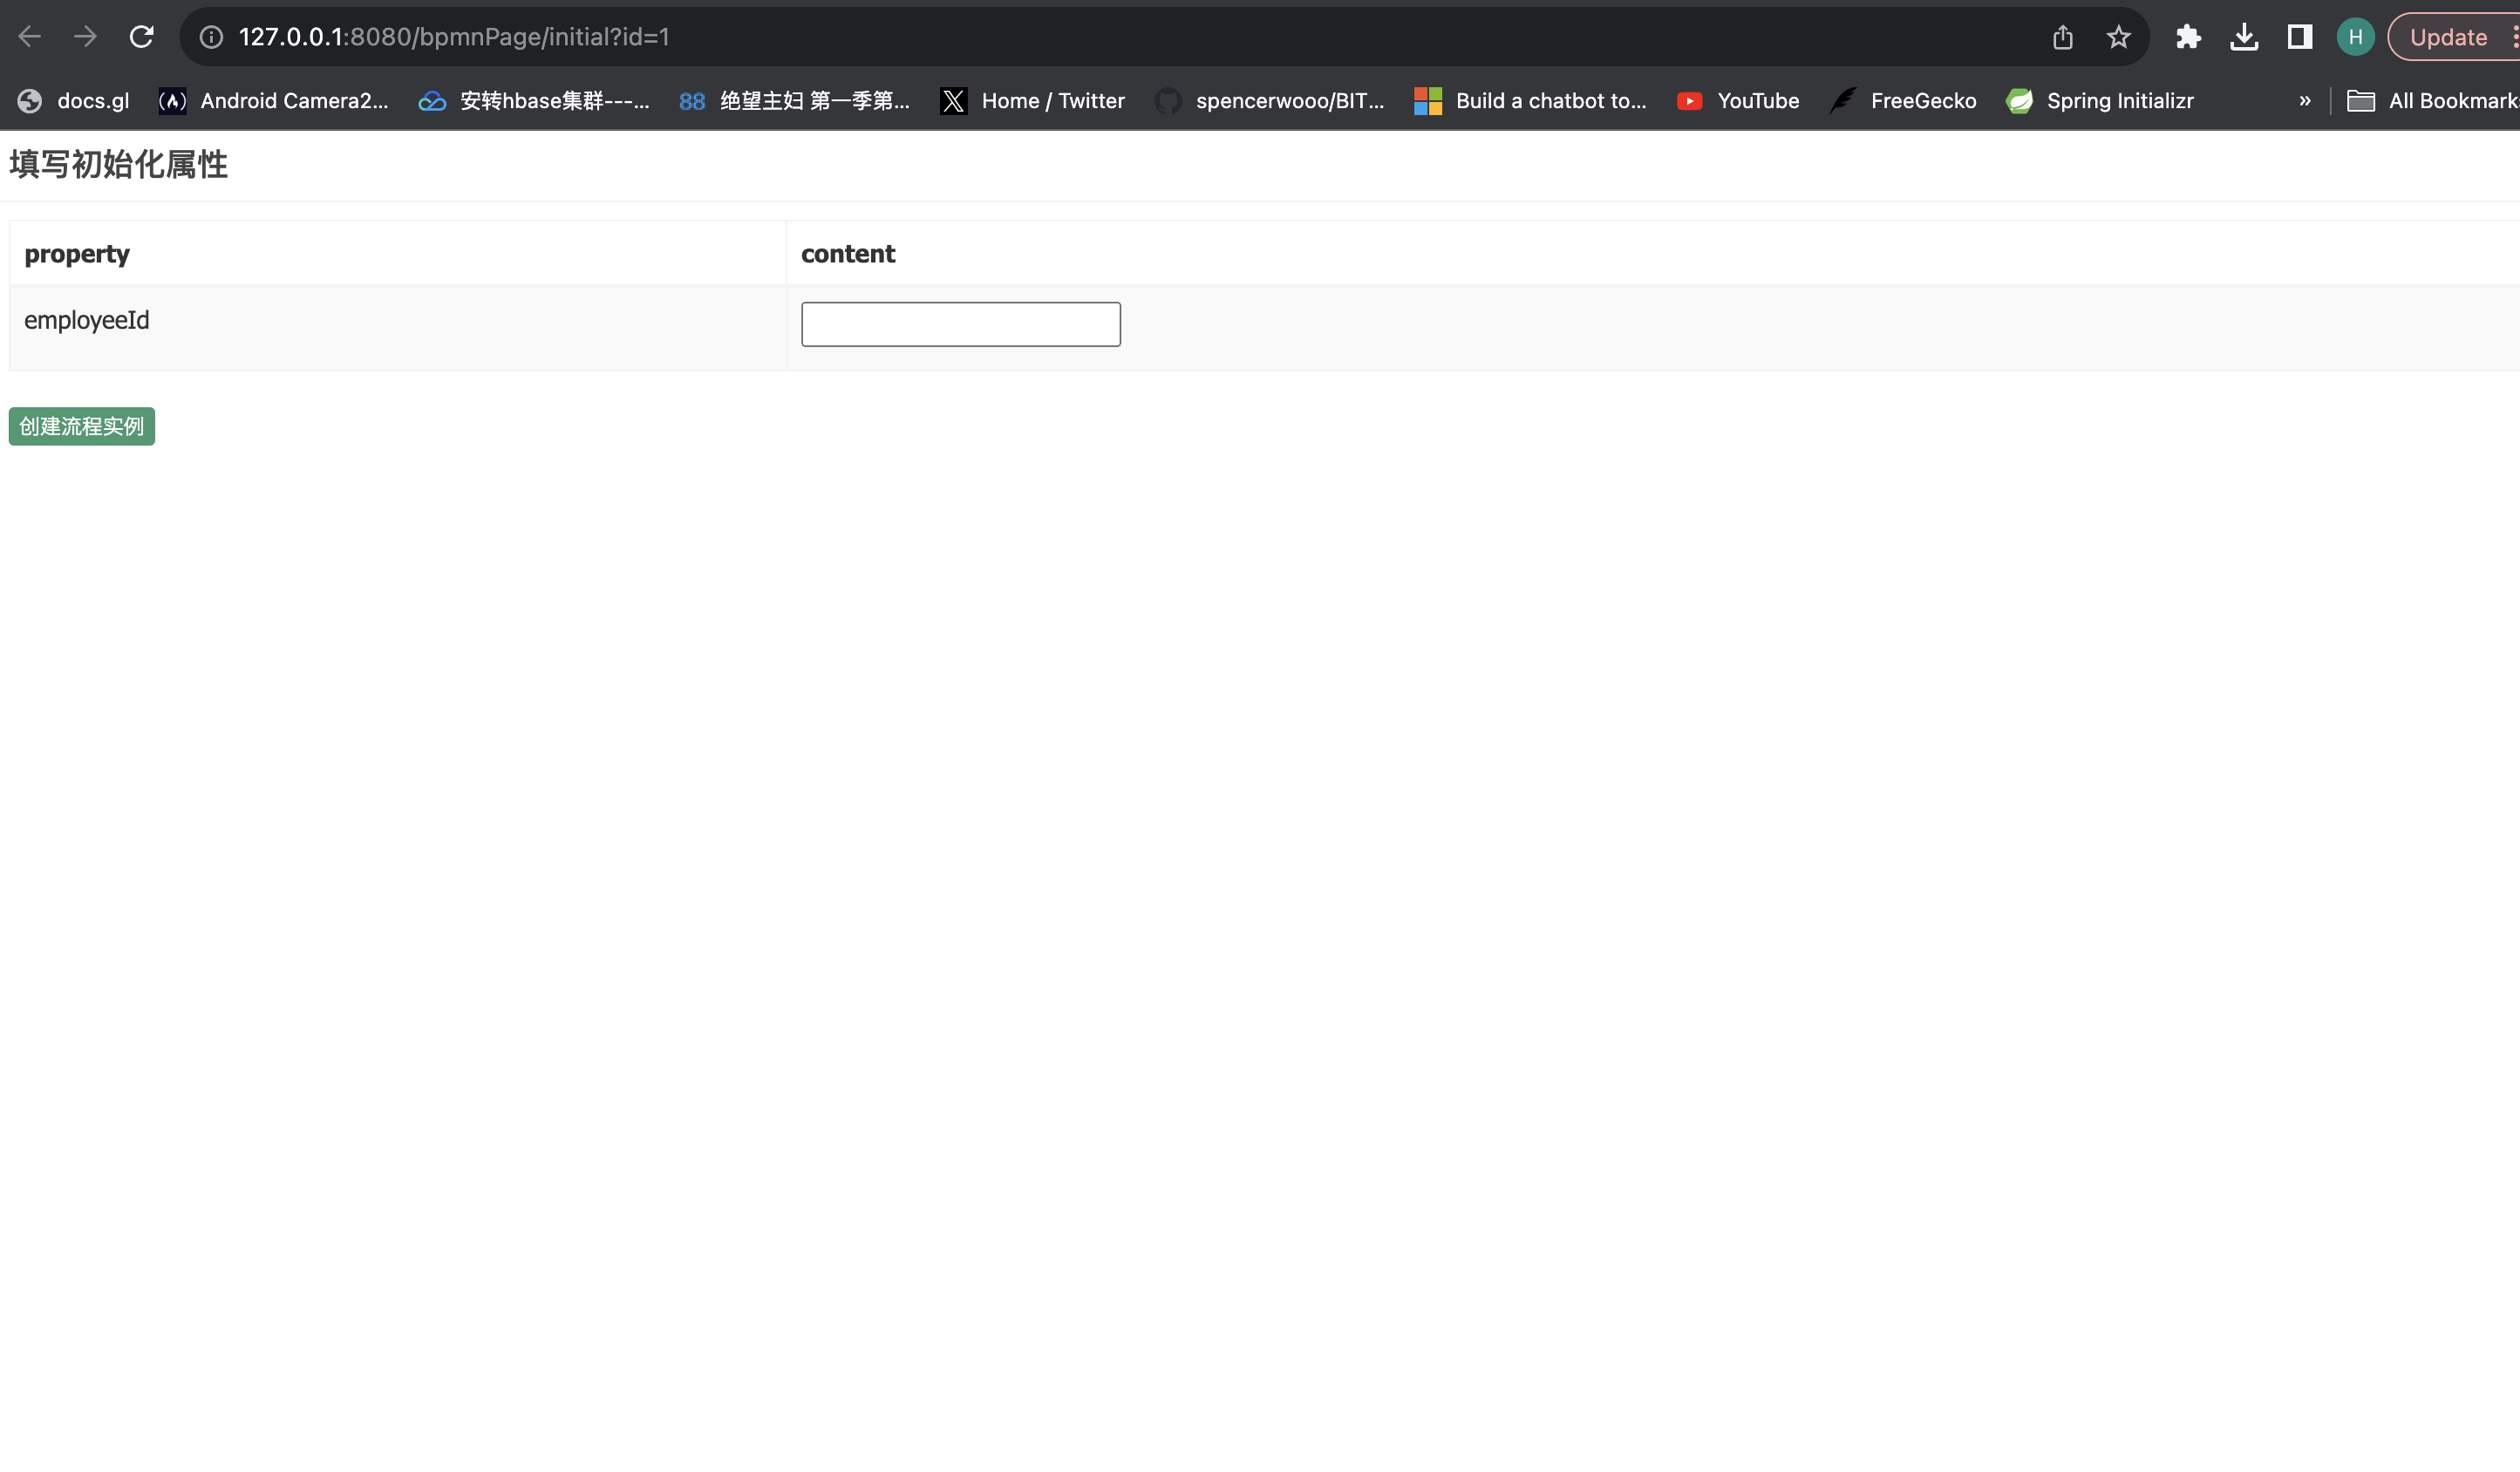 127.0.0.1:8080/bpmnPage/initial?id=1
H
Update
docs.gl
Android Camera2...
安转hbase集群---...
88 绝望主妇 第一季第...
Home / Twitter
spencerwooo/BIT...
Build a chatbot to...
YouTube
FreeGecko
Spring Initializr
»
All Bookmark
填写初始化属性
property content
employeeId
创建流程实例